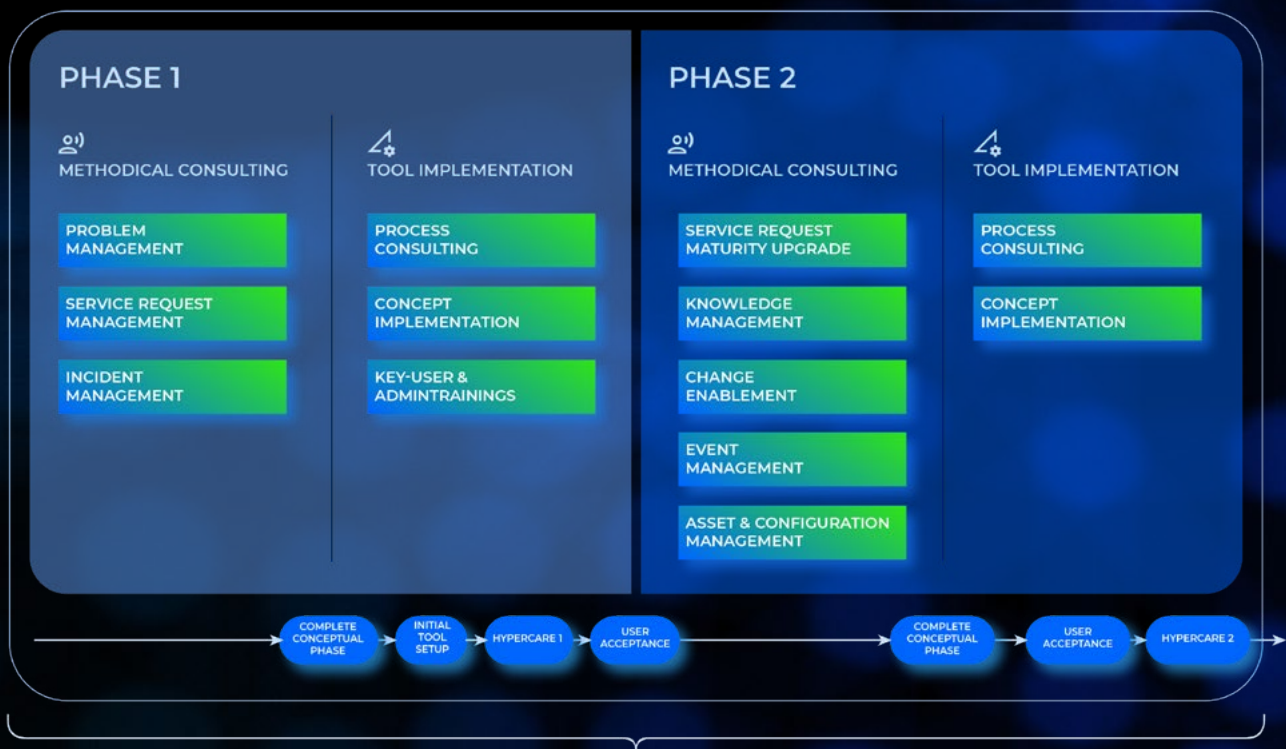 PHASE 1
METHODICAL CONSULTING
PROBLEM
MANAGEMENT
SERVICE REQUEST
MANAGEMENT
INCIDENT
MANAGEMENT
TOOL IMPLEMENTATION
PROCESS
CONSULTING
CONCEPT
IMPLEMENTATION
KEY-USER &
ADMINTRAININGS
PHASE 2
METHODICAL CONSULTING
SERVICE REQUEST
MATURITY UPGRADE
KNOWLEDGE
MANAGEMENT
CHANGE
ENABLEMENT
EVENT
MANAGEMENT
ASSET & CONFIGURATION
MANAGEMENT
TOOL IMPLEMENTATION
PROCESS
CONSULTING
CONCEPT
IMPLEMENTATION
COMPLETE
CONCEPTUAL
PHASE
INITIAL
TOOL
SETUP
HYPERCARE 1
USER
ACCEPTANCE
COMPLETE
CONCEPTUAL
PHASE
USER
ACCEPTANCE
HYPERCARE 2